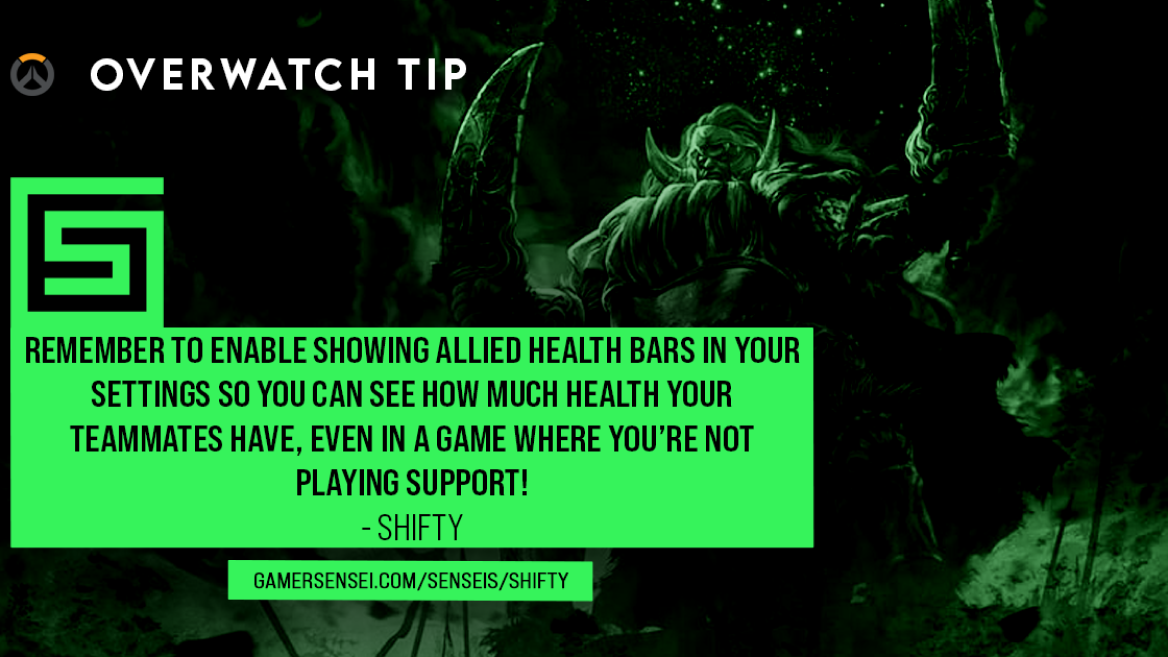 OVERWATCH TIP
REMEMBER TO ENABLE SHOWING ALLIED HEALTH BARS IN YOUR
SETTINGS SO YOU CAN SEE HOW MUCH HEALTH YOUR
TEAMMATES HAVE, EVEN IN A GAME WHERE YOU’RE NOT
PLAYING SUPPORT!
- SHIFTY
GAMERSENSEI.COM/SENSEIS/SHIFTY